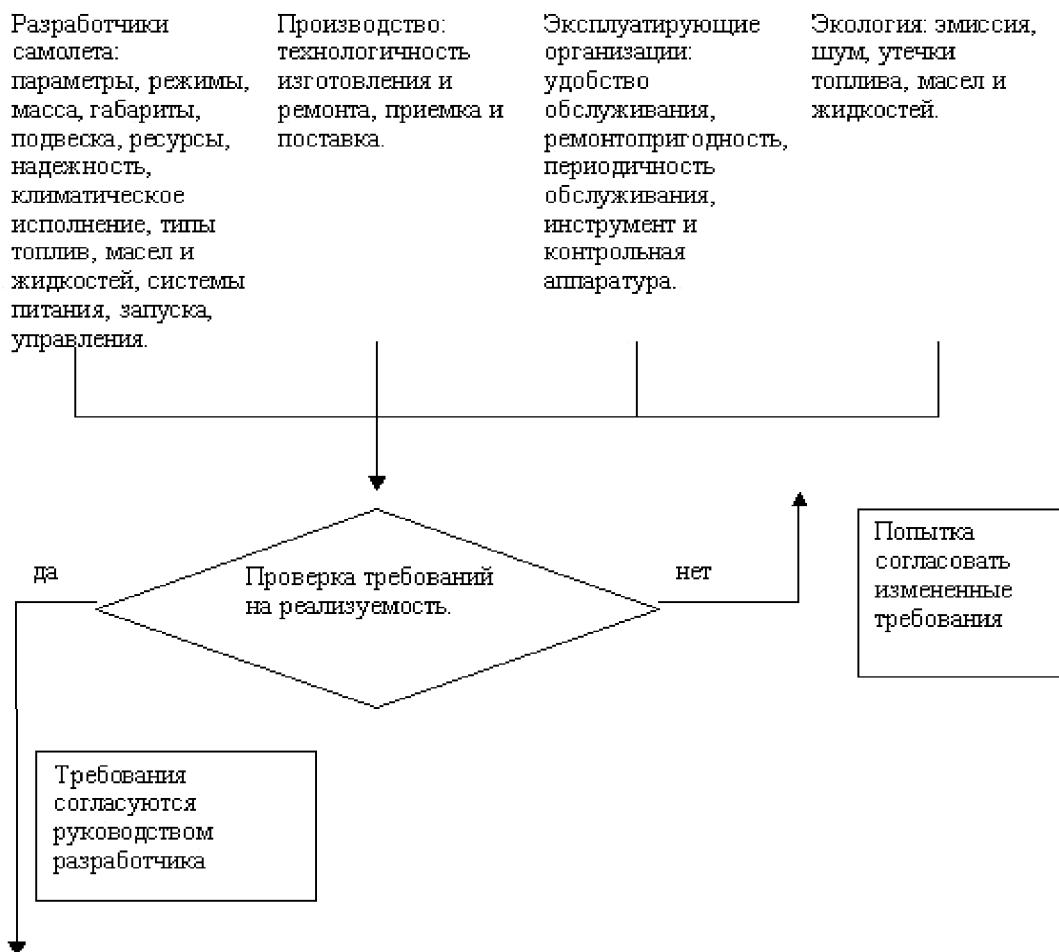 Разработчики
самолета:
параметры, режимы,
масса, габариты,
подвеска, ресурсы,
надежность,
климатическое
исполнение, типы
топлив, масел и
жидкостей, системы
питания, запуска,
управления.
Производство:
технологичность
изготовления и
ремонта, приемка и
поставка.
Эксплуатирующие
организации:
удобство
обслуживания,
ремонтопригодность,
периодичность
обслуживания,
инструмент и
контрольная
аппаратура.
Экология: эмиссия,
шум, утечки
топлива, масел и
жидкостей.
да
Проверка требований
на реализуемость.
нет
Попытка
согласовать
измененные
требования
Требования
согласуются
руководством
разработчика